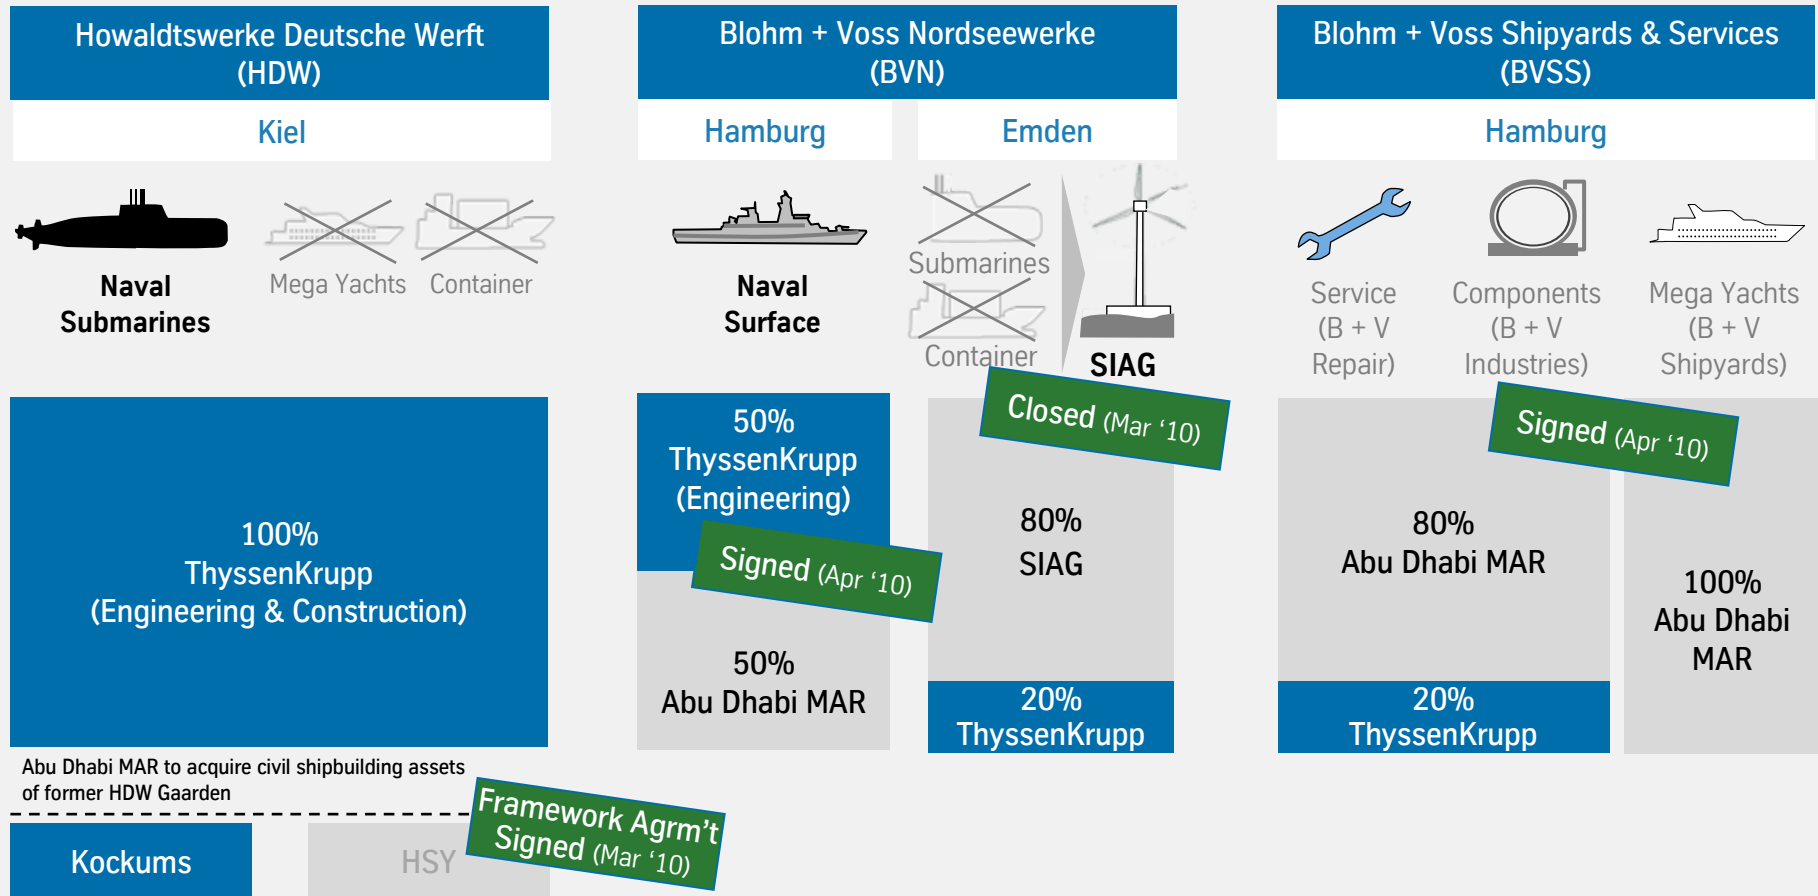 Howaldtswerke Deutsche Werft
(HDW)
Kiel
Naval
Submarines
Mega Yachts
Container
100%
ThyssenKrupp
(Engineering & Construction)
Abu Dhabi MAR to acquire civil shipbuilding assets
of former HDW Gaarden
Kockums
HSY
Framework Agrm't
Signed (Mar '10)
Blohm + Voss Nordseewerke
(BVN)
Hamburg
Emden
Naval
Surface
Submarines
Container
SIAG
50%
ThyssenKrupp
(Engineering)
Signed (Apr '10)
50%
Abu Dhabi MAR
Closed (Mar '10)
80%
SIAG
20%
ThyssenKrupp
Blohm + Voss Shipyards & Services
(BVSS)
Hamburg
Service
(B + V
Repair)
Components
(B + V
Industries)
Mega Yachts
(B + V
Shipyards)
Signed (Apr '10)
80%
Abu Dhabi MAR
20%
ThyssenKrupp
100%
Abu Dhabi
MAR